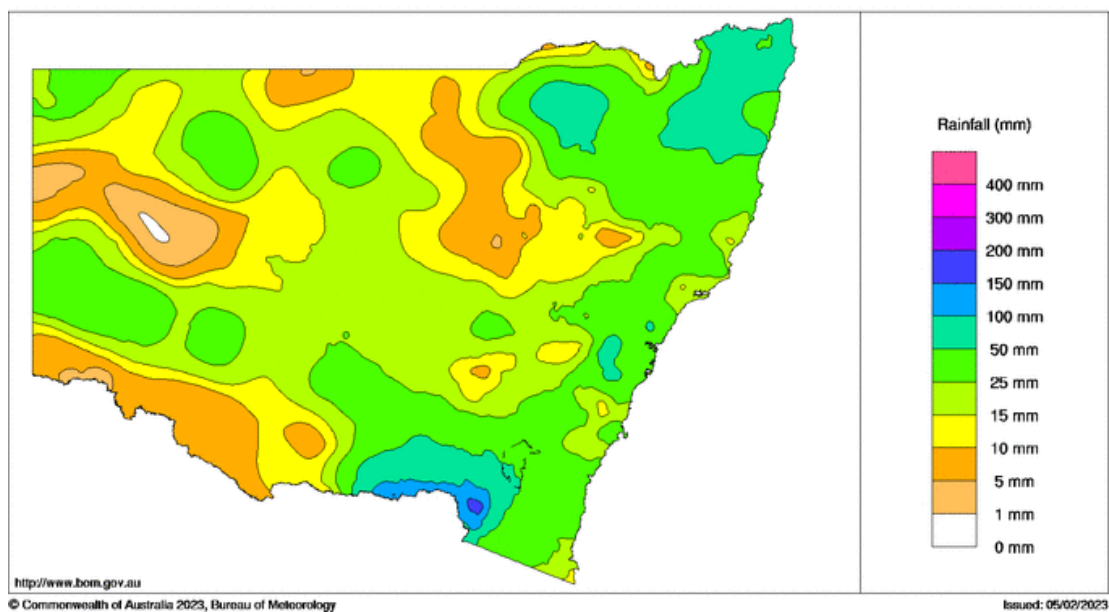 Rainfall (mm)
400 mm
300 mm
200 mm
150 mm
100 mm
50 mm
25 mm
15 mm
10 mm
5 mm
1 mm
0 mm
http://www.bom.gov.au
© Commonwealth of Australia 2023, Bureau of Meteorology
Issued: 05/02/2023